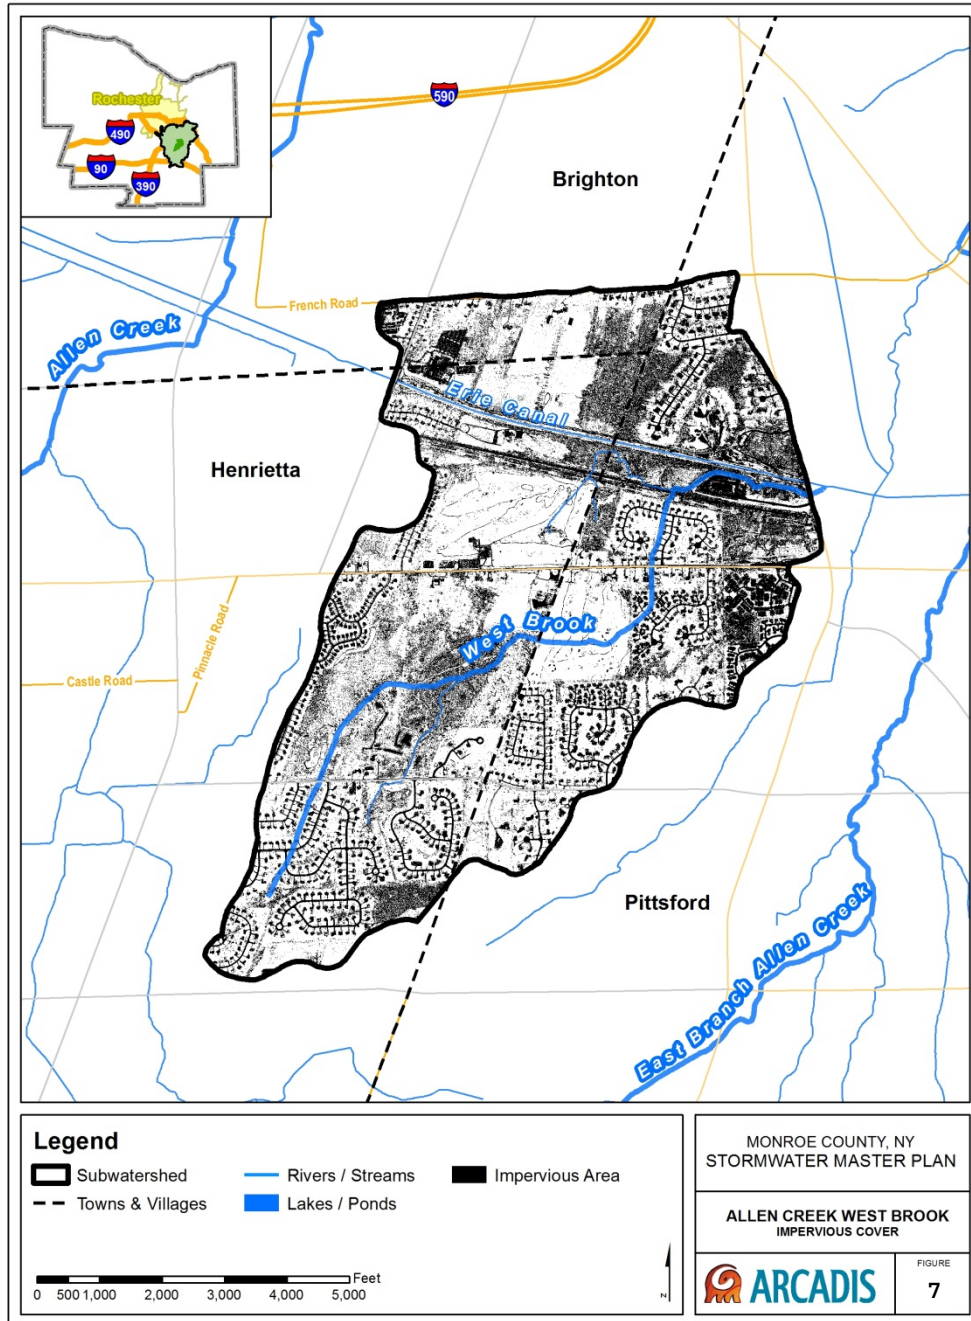 Rochester
490
90
390
590
Brighton
French Road
Allen Creek
Erie Canal
Henrietta
Pinnacle Road
West Brook
Castle Road
Pittsford
East Branch Allen Creek
Legend
Subwatershed
Rivers / Streams
Impervious Area
Towns & Villages
Lakes / Ponds
Feet
0 500 1,000 2,000 3,000 4,000 5,000
N
MONROE COUNTY, NY
STORMWATER MASTER PLAN
ALLEN CREEK WEST BROOK
IMPERVIOUS COVER
ARCADIS
FIGURE
7